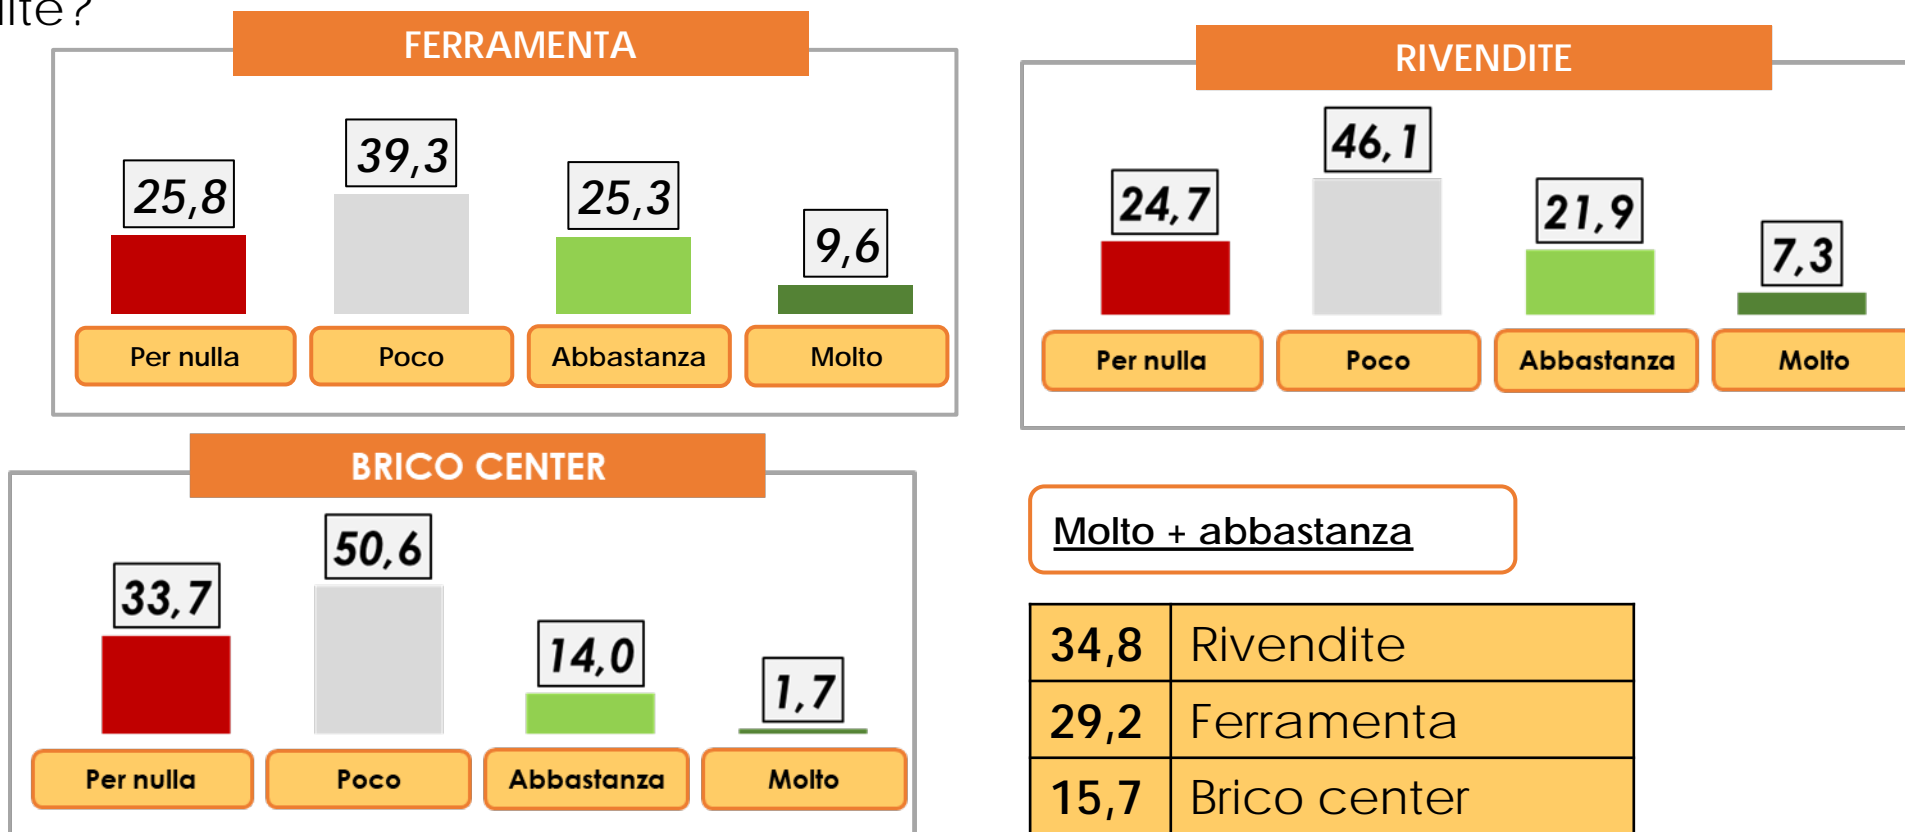 FERRAMENTA
25,8
39,3
25,3
9,6
Per nulla
Poco
Abbastanza
Molto
RIVENDITE
24,7
46,1
21,9
7,3
Per nulla
Poco
Abbastanza
Molto
BRICO CENTER
33,7
50,6
14,0
1,7
Per nulla
Poco
Abbastanza
Molto
Molto + abbastanza
34,8 Rivendite
29,2 Ferramenta
15,7 Brico center